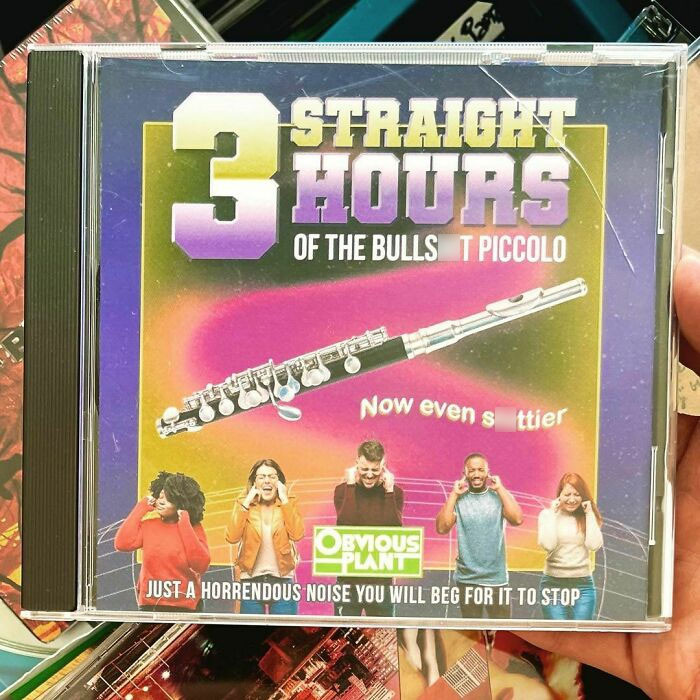 3 STRAIGHT
HOURS
OF THE BULLS T PICCOLO
Now even s ttier
OBVIOUS
PLANT
JUST A HORRENDOUS NOISE YOU WILL BEG FOR IT TO STOP